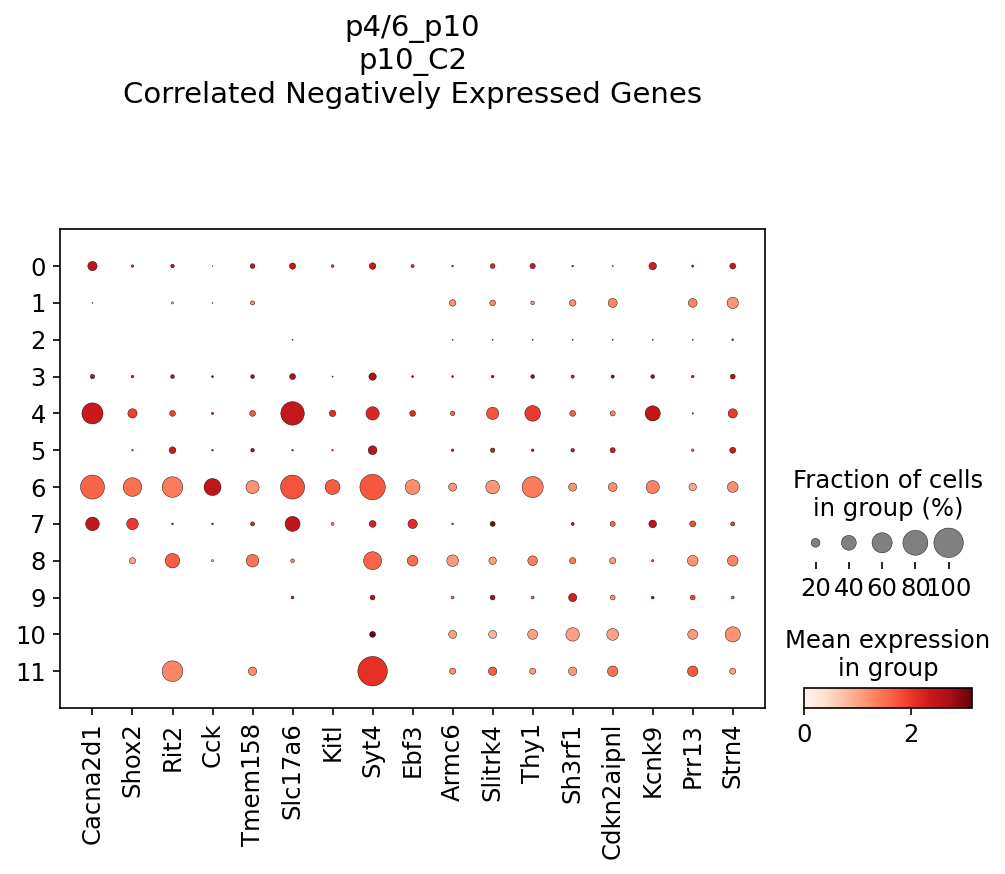 p4/6_p10
p10_C2
Correlated Negatively Expressed Genes
0
1
2
3
4
5
6
7
8
9
10
11
Cacna2d1
Shox2
Rit2
Cck
Tmem158
Slc17a6
Kitl
Syt4
Ebf3
Armc6
Slitrk4
Thy1
Sh3rf1
Cdkn2aipnl
Kcnk9
Prr13
Strn4
Fraction of cells
in group (%)
20 40 60 80 100
Mean expression
in group
0 2